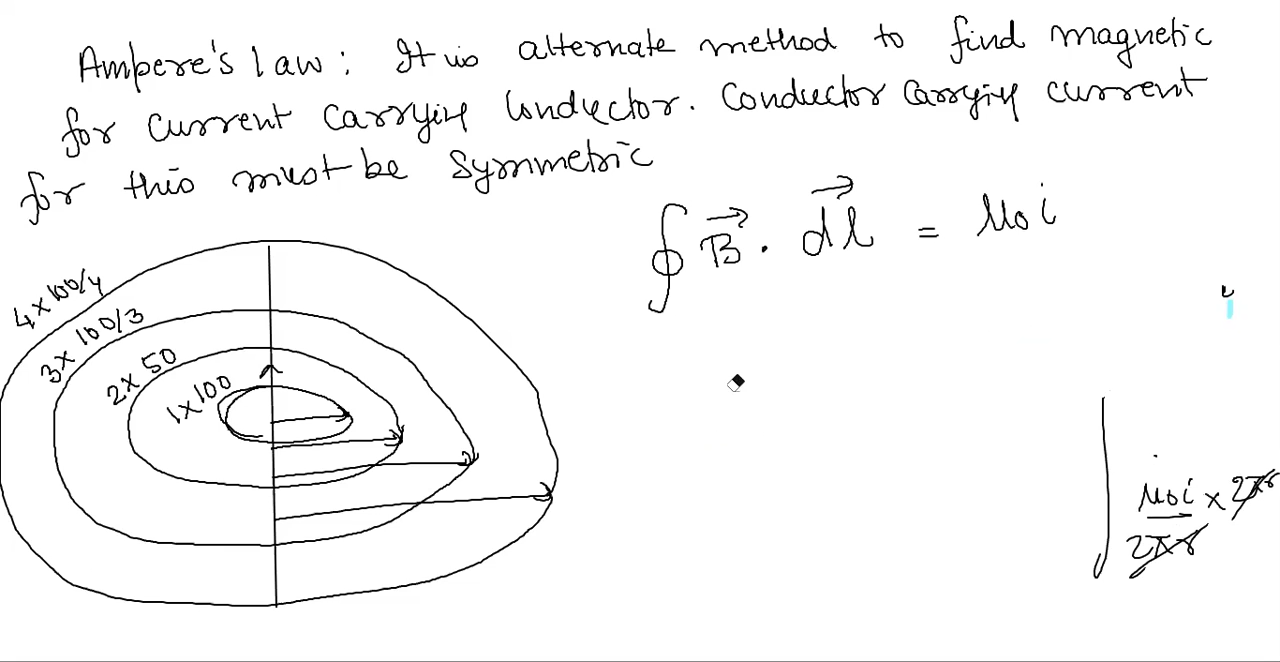 Ampere's law : It is alternate method to find magnetic
for current carrying conductor. Conductor carrying current
for this must be symmetric
∮ B⃗ . d⃗l = μ₀ i
4 x 100/4
3 x 100/3
2 x 50
1 x 100
i
μ₀i x 2πr
2πr